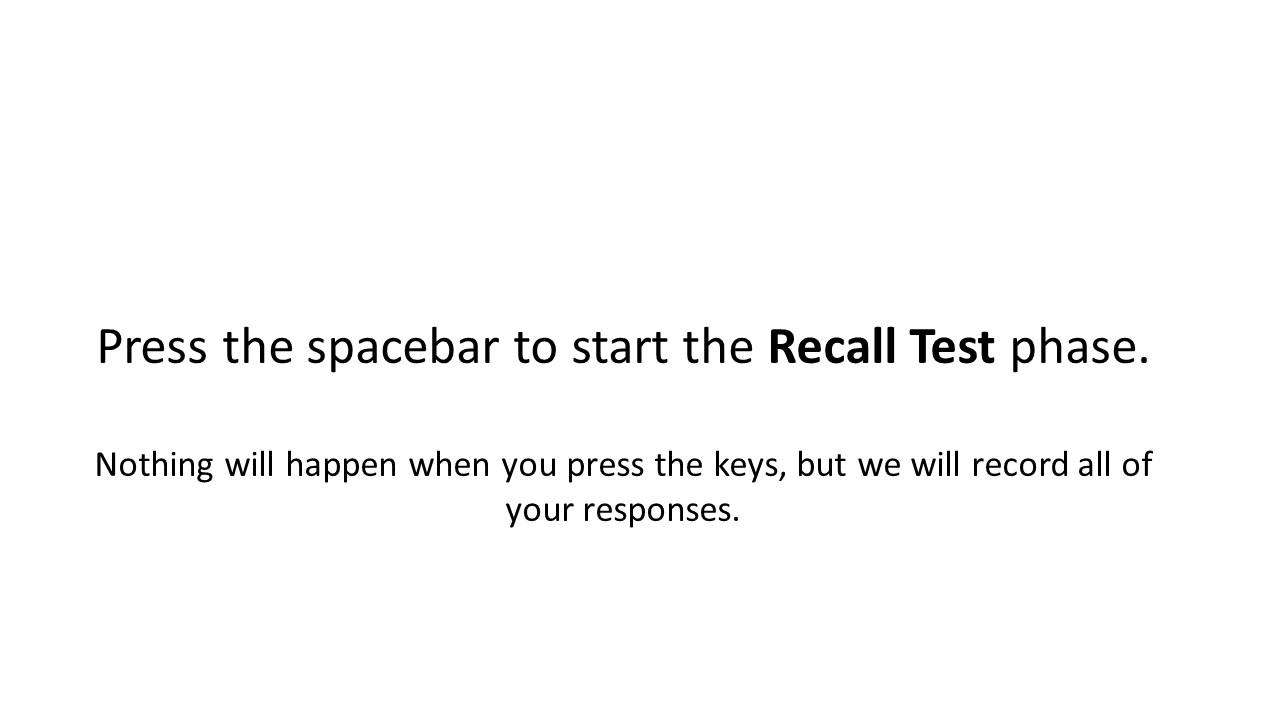 Press the spacebar to start the Recall Test phase.
Nothing will happen when you press the keys, but we will record all of
your responses.